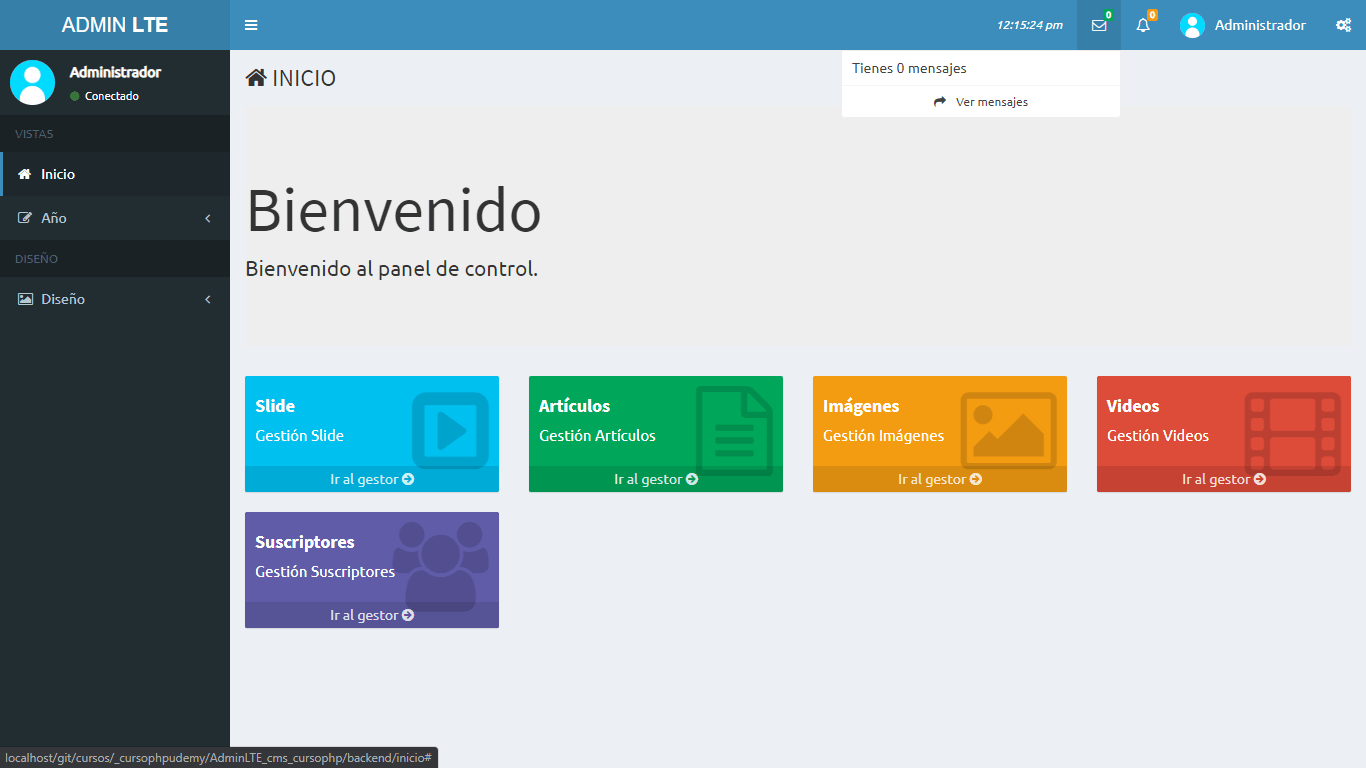 ADMIN LTE
12:15:24 pm
0
0
Administrador
Administrador
Conectado
VISTAS
Inicio
Año
DISEÑO
Diseño
INICIO
Tienes 0 mensajes
Ver mensajes
Bienvenido
Bienvenido al panel de control.
Slide
Gestión Slide
Ir al gestor
Artículos
Gestión Artículos
Ir al gestor
Imágenes
Gestión Imágenes
Ir al gestor
Videos
Gestión Videos
Ir al gestor
Suscriptores
Gestión Suscriptores
Ir al gestor
localhost/git/cursos/_cursophpudemy/AdminLTE_cms_cursophp/backend/inicio#